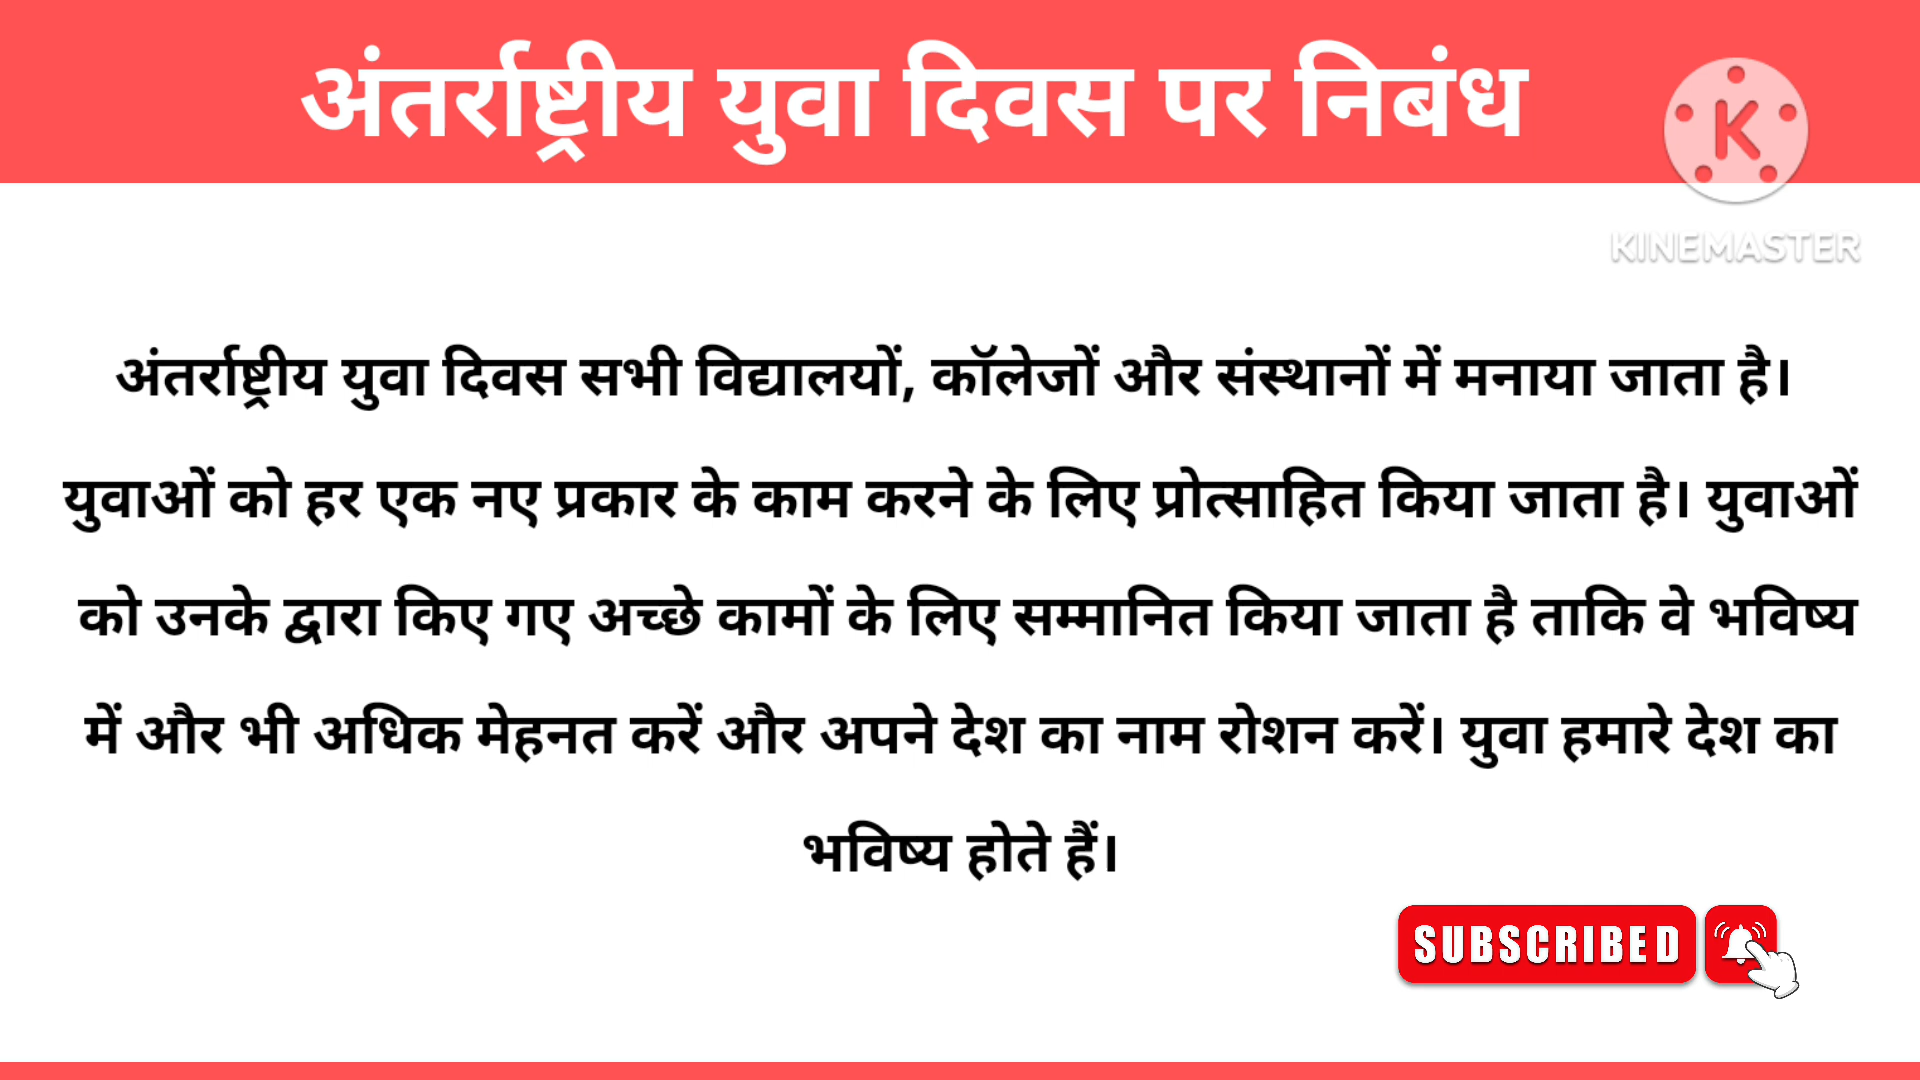 अंतर्राष्ट्रीय युवा दिवस पर निबंध
K
KINEMASTER
अंतर्राष्ट्रीय युवा दिवस सभी विद्यालयों, कॉलेजों और संस्थानों में मनाया जाता है।
युवाओं को हर एक नए प्रकार के काम करने के लिए प्रोत्साहित किया जाता है। युवाओं
को उनके द्वारा किए गए अच्छे कामों के लिए सम्मानित किया जाता है ताकि वे भविष्य
में और भी अधिक मेहनत करें और अपने देश का नाम रोशन करें। युवा हमारे देश का
भविष्य होते हैं।
SUBSCRIBED